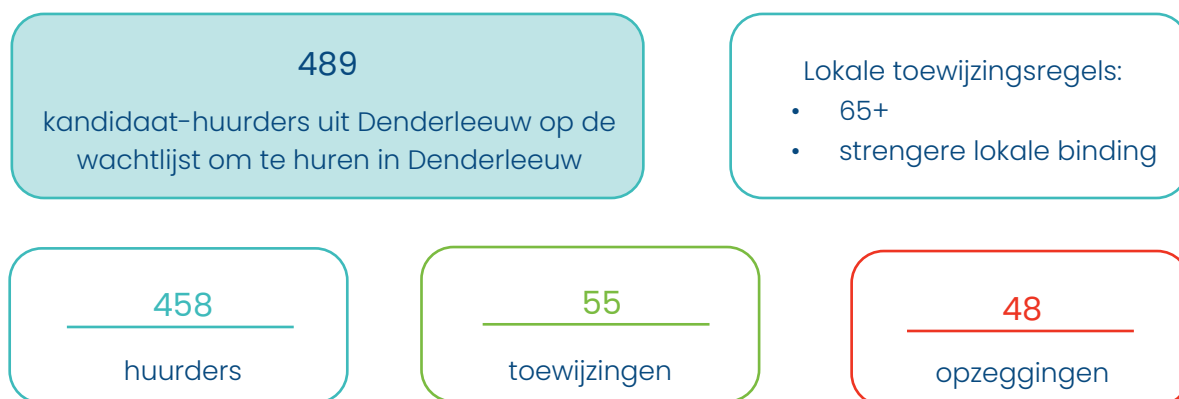 489
kandidaat-huurders uit Denderleeuw op de
wachtlijst om te huren in Denderleeuw
Lokale toewijzingsregels:
• 65+
• strengere lokale binding
458
huurders
55
toewijzingen
48
opzeggingen